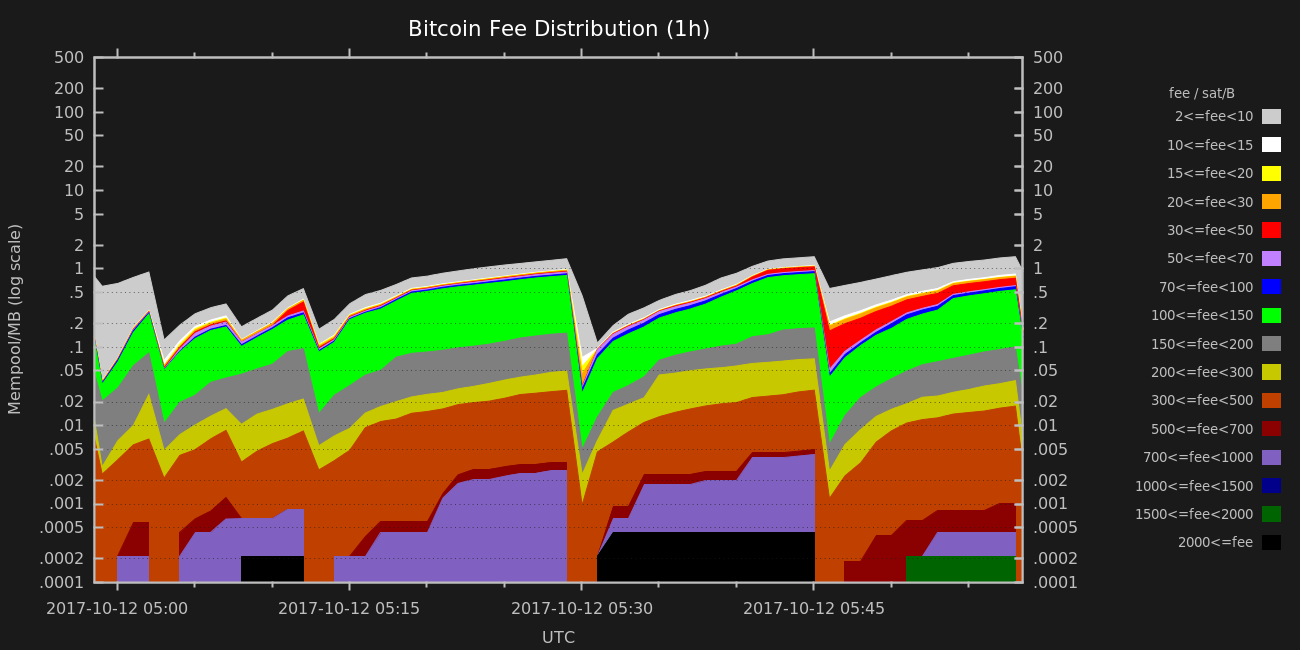 Bitcoin Fee Distribution (1h)
Mempool/MB (log scale)
500
200
100
50
20
10
5
2
1
.5
.2
.1
.05
.02
.01
.005
.002
.001
.0005
.0002
.0001
500
200
100
50
20
10
5
2
1
.5
.2
.1
.05
.02
.01
.005
.002
.001
.0005
.0002
.0001
2017-10-12 05:00
2017-10-12 05:15
2017-10-12 05:30
2017-10-12 05:45
UTC
fee / sat/B
2<=fee<10
10<=fee<15
15<=fee<20
20<=fee<30
30<=fee<50
50<=fee<70
70<=fee<100
100<=fee<150
150<=fee<200
200<=fee<300
300<=fee<500
500<=fee<700
700<=fee<1000
1000<=fee<1500
1500<=fee<2000
2000<=fee